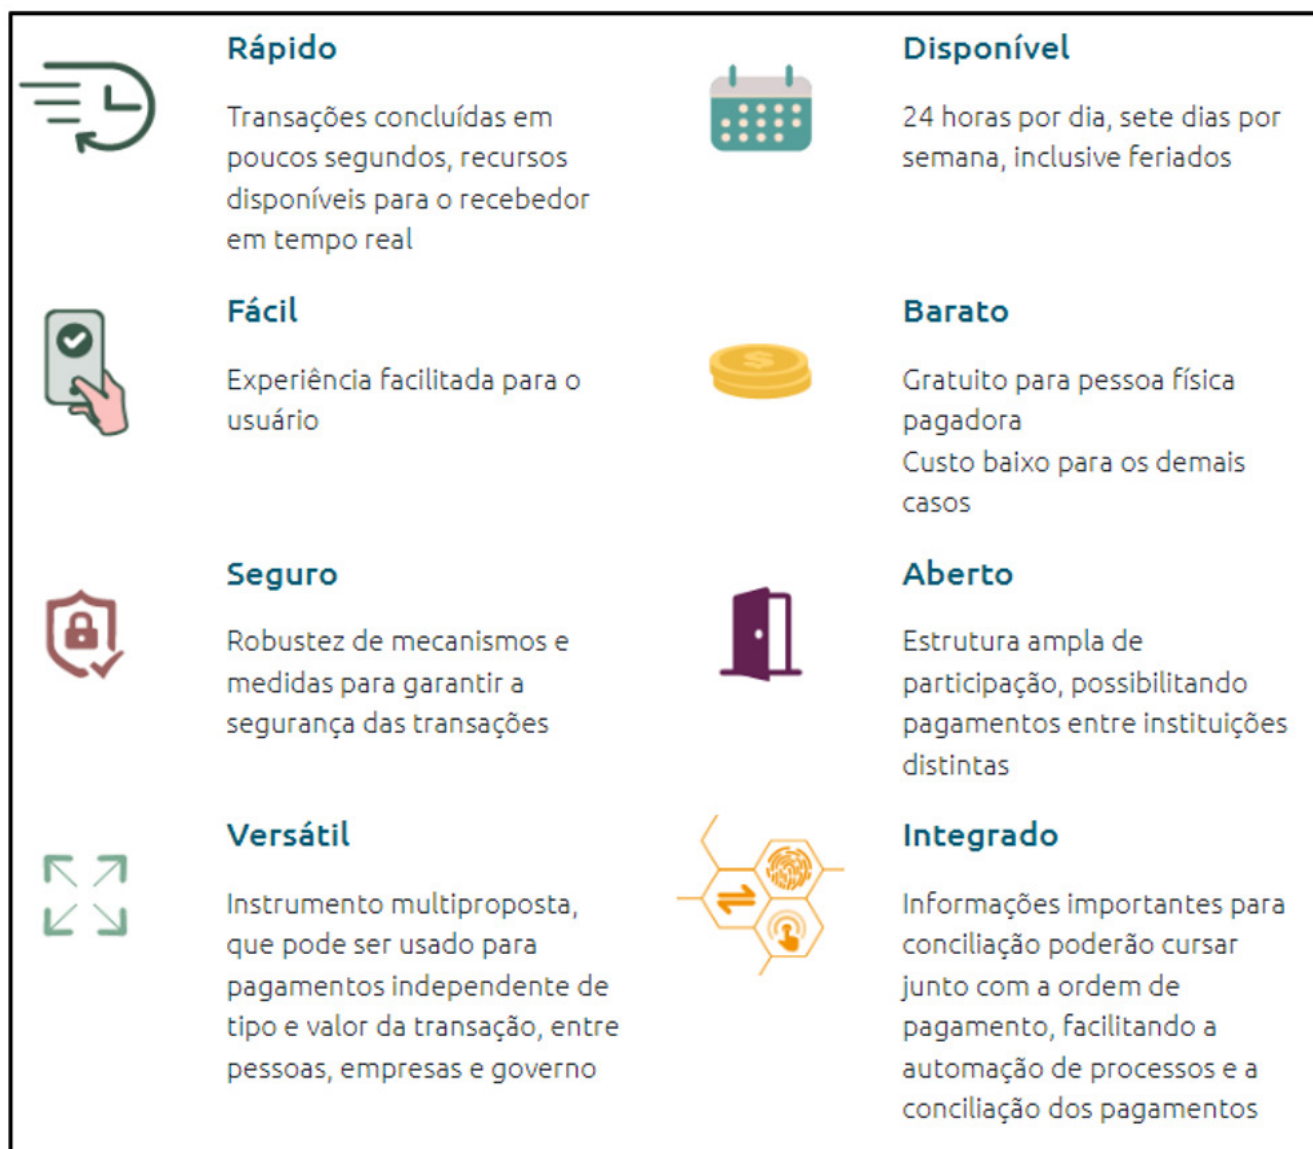 Rápido
Transações concluídas em
poucos segundos, recursos
disponíveis para o recebedor
em tempo real
Disponível
24 horas por dia, sete dias por
semana, inclusive feriados
Fácil
Experiência facilitada para o
usuário
Barato
Gratuito para pessoa física
pagadora
Custo baixo para os demais
casos
Seguro
Robustez de mecanismos e
medidas para garantir a
segurança das transações
Aberto
Estrutura ampla de
participação, possibilitando
pagamentos entre instituições
distintas
Versátil
Instrumento multiproposta,
que pode ser usado para
pagamentos independente de
tipo e valor da transação, entre
pessoas, empresas e governo
Integrado
Informações importantes para
conciliação poderão cursar
junto com a ordem de
pagamento, facilitando a
automação de processos e a
conciliação dos pagamentos